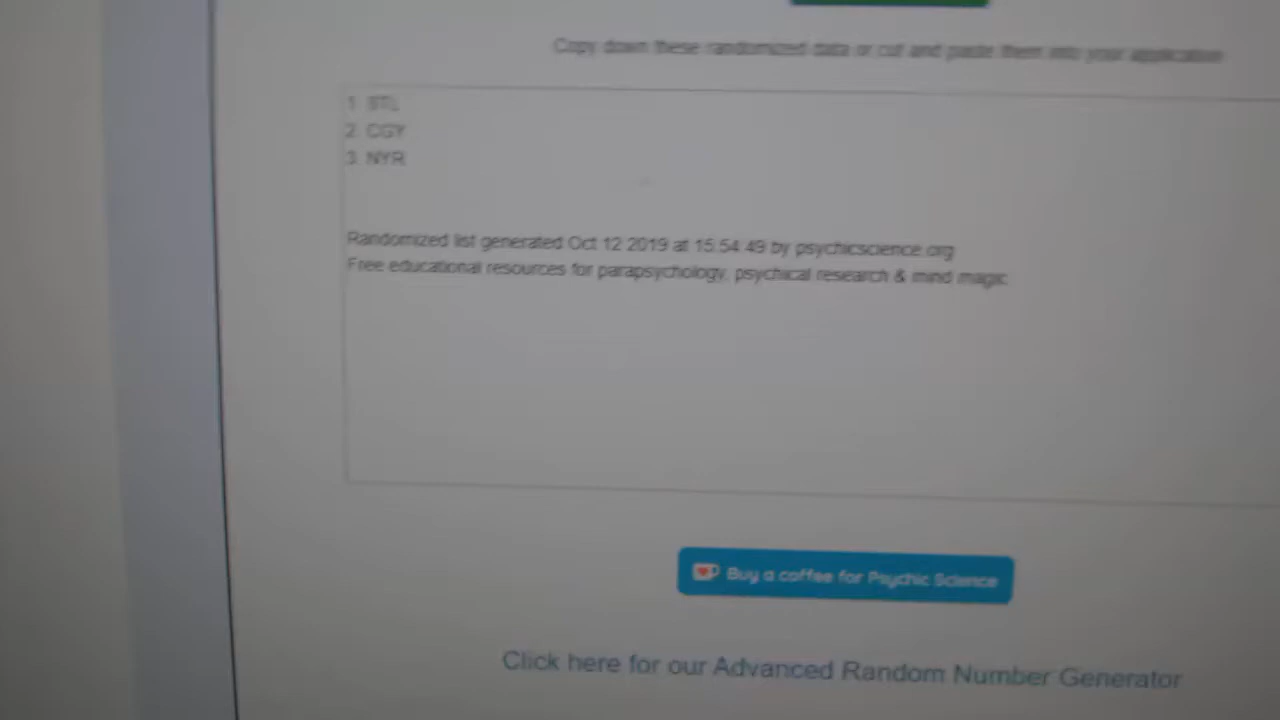 Copy down these randomized data or cut and paste them into your application
1. STL
2. CGY
3. NYR
Randomized list generated Oct 12 2019 at 15:54:49 by psychicscience.org
Free educational resources for parapsychology, psychical research & mind magic
Buy a coffee for Psychic Science
Click here for our Advanced Random Number Generator